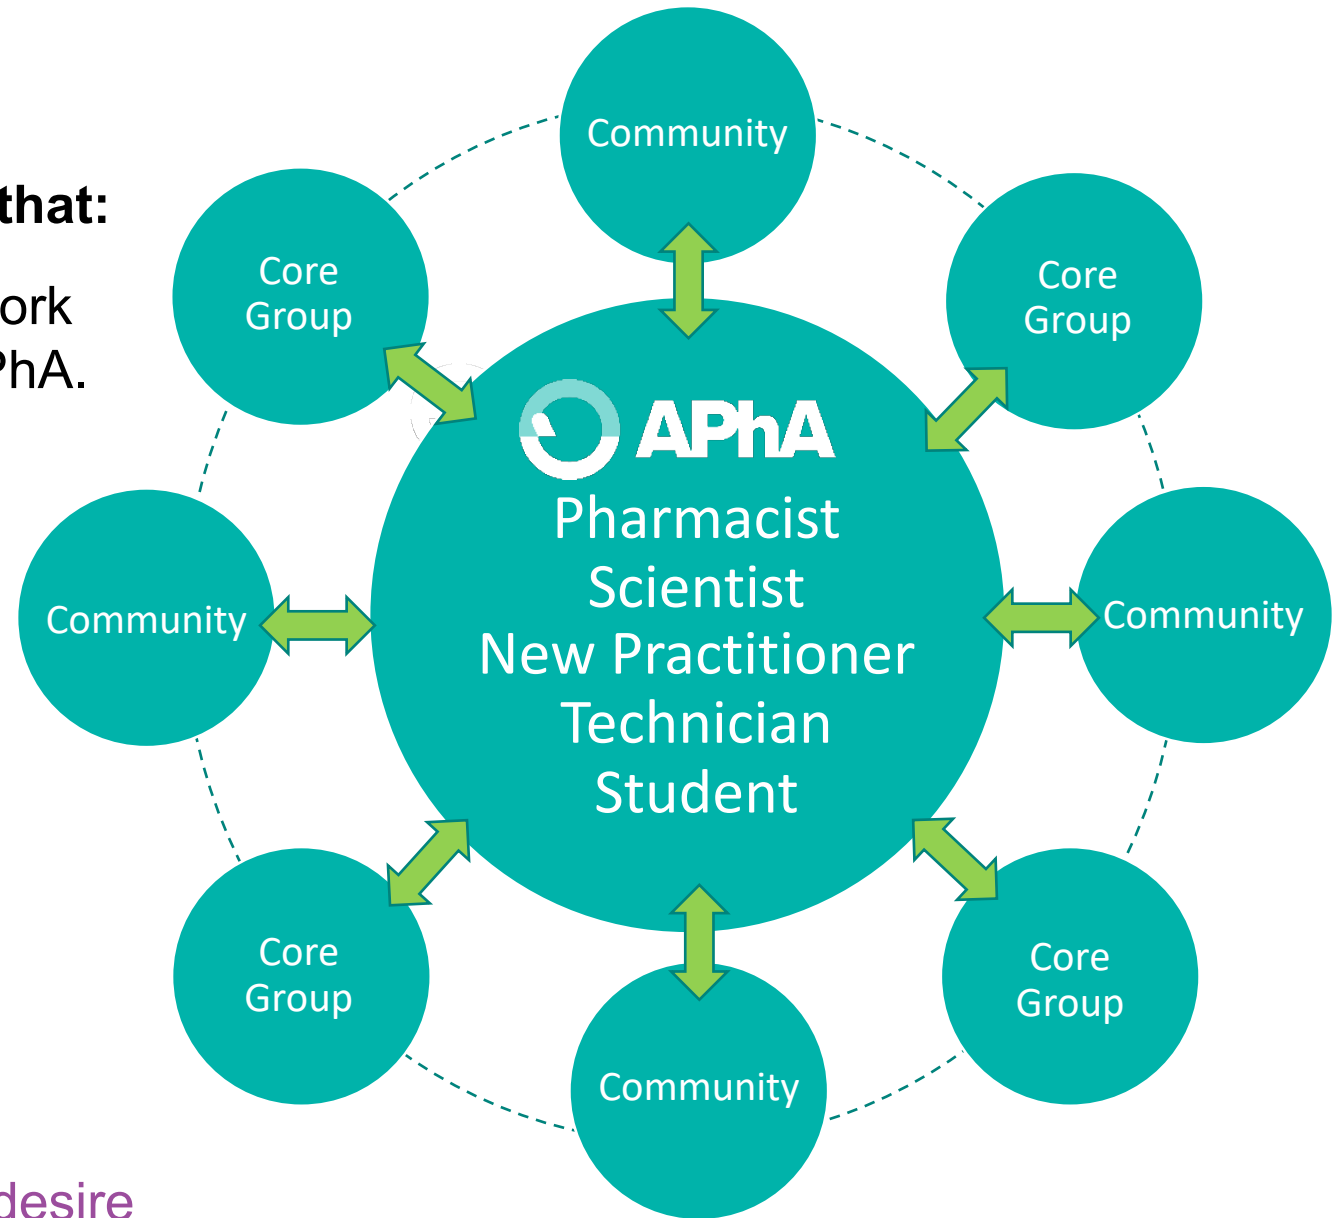 that:
ork
PhA.
Community
Core
Group
Core
Group
Community
APhA
Pharmacist
Scientist
New Practitioner
Technician
Student
Community
Core
Group
Core
Group
Community
desire